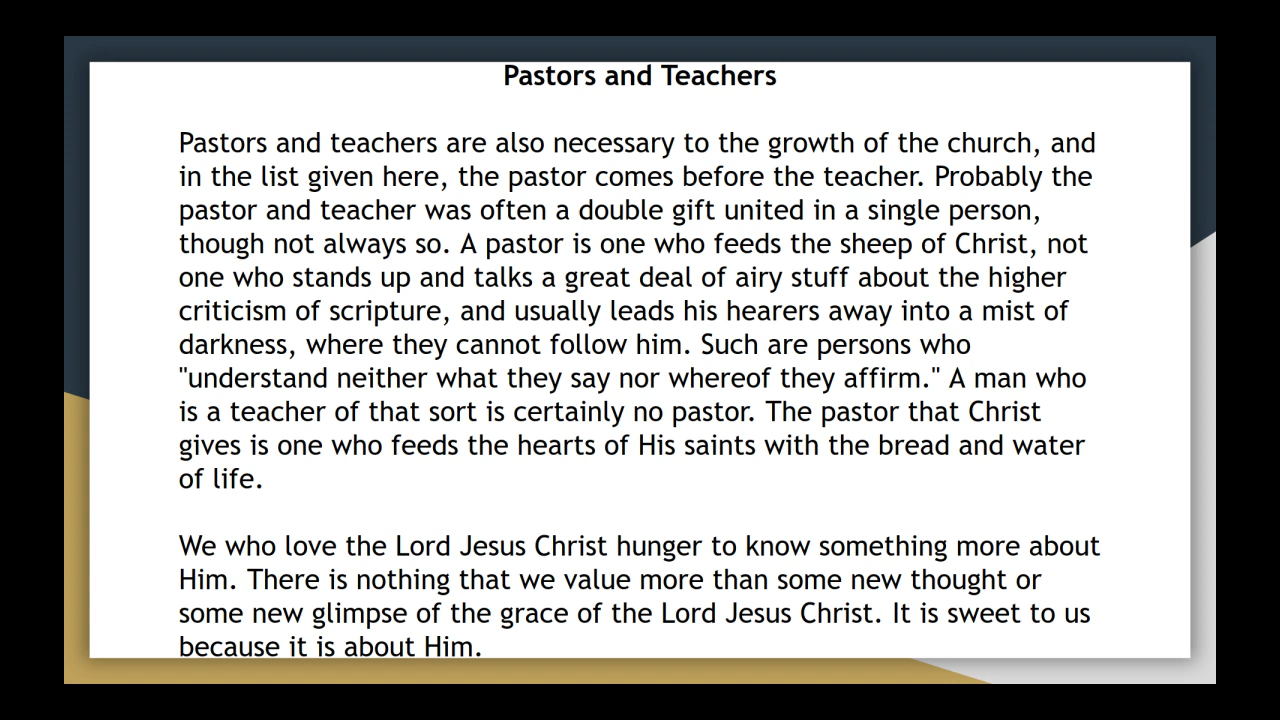 Pastors and Teachers
Pastors and teachers are also necessary to the growth of the church, and
in the list given here, the pastor comes before the teacher. Probably the
pastor and teacher was often a double gift united in a single person,
though not always so. A pastor is one who feeds the sheep of Christ, not
one who stands up and talks a great deal of airy stuff about the higher
criticism of scripture, and usually leads his hearers away into a mist of
darkness, where they cannot follow him. Such are persons who
"understand neither what they say nor whereof they affirm." A man who
is a teacher of that sort is certainly no pastor. The pastor that Christ
gives is one who feeds the hearts of His saints with the bread and water
of life.
We who love the Lord Jesus Christ hunger to know something more about
Him. There is nothing that we value more than some new thought or
some new glimpse of the grace of the Lord Jesus Christ. It is sweet to us
because it is about Him.